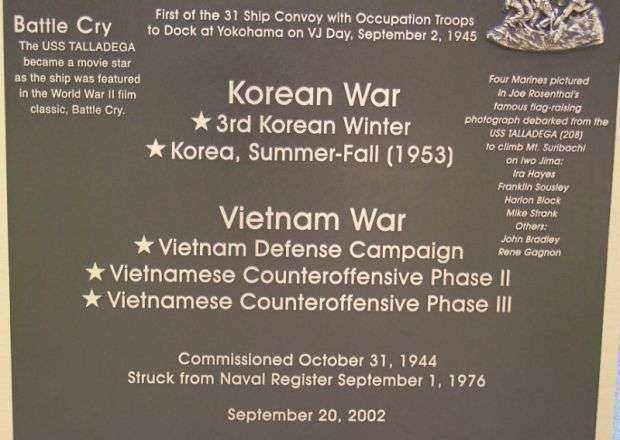 First of the 31 Ship Convoy with Occupation Troops
to Dock at Yokohama on VJ Day, September 2, 1945
Battle Cry
The USS TALLADEGA
became a movie star
as the ship was featured
in the World War II film
classic, Battle Cry.
Korean War
★ 3rd Korean Winter
★ Korea, Summer-Fall (1953)
Four Marines pictured
in Joe Rosenthal's
famous flag-raising
photograph debarked from the
USS TALLADEGA (208)
to climb Mt. Suribachi
on Iwo Jima:
Ira Hayes
Franklin Sousley
Harlon Block
Mike Strank
Others:
John Bradley
Rene Gagnon
Vietnam War
★ Vietnam Defense Campaign
★ Vietnamese Counteroffensive Phase II
★ Vietnamese Counteroffensive Phase III
Commissioned October 31, 1944
Struck from Naval Register September 1, 1976
September 20, 2002